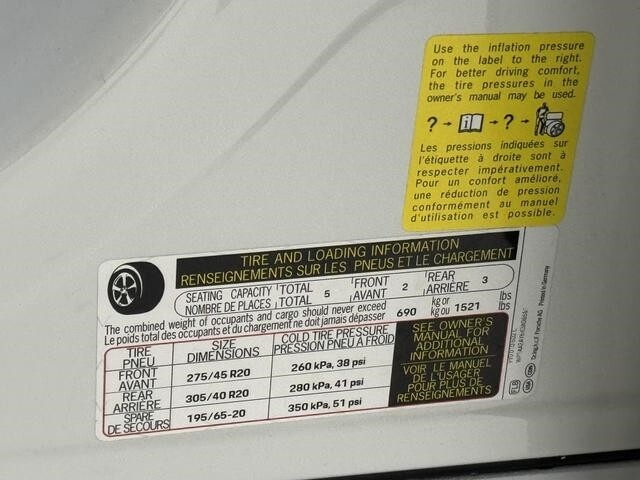 Use the inflation pressure
on the label to the right.
For better driving comfort,
the tire pressures in the
owner's manual may be used.
? - - ? -
Les pressions indiquées sur
l'étiquette à droite sont à
respecter impérativement.
Pour un confort amélioré,
une réduction de pression
conformément au manuel
d'utilisation est possible.
TIRE AND LOADING INFORMATION
RENSEIGNEMENTS SUR LES PNEUS ET LE CHARGEMENT
SEATING CAPACITY TOTAL 5 FRONT 2 REAR 3
NOMBRE DE PLACES TOTAL AVANT ARRIÈRE
The combined weight of occupants and cargo should never exceed 690 kg or 1521 lbs
Le poids total des occupants et du chargement ne doit jamais dépasser kg ou lbs
TIRE SIZE COLD TIRE PRESSURE
PNEU DIMENSIONS PRESSION PNEU À FROID
FRONT 275/45 R20 260 kPa, 38 psi
AVANT
REAR 305/40 R20 280 kPa, 41 psi
ARRIÈRE
SPARE 195/65-20 350 kPa, 51 psi
DE SECOURS
SEE OWNER'S
MANUAL FOR
ADDITIONAL
INFORMATION
VOIR LE MANUEL
DE L'USAGER
POUR PLUS DE
RENSEIGNEMENTS
Porsche AG Printed in Germany